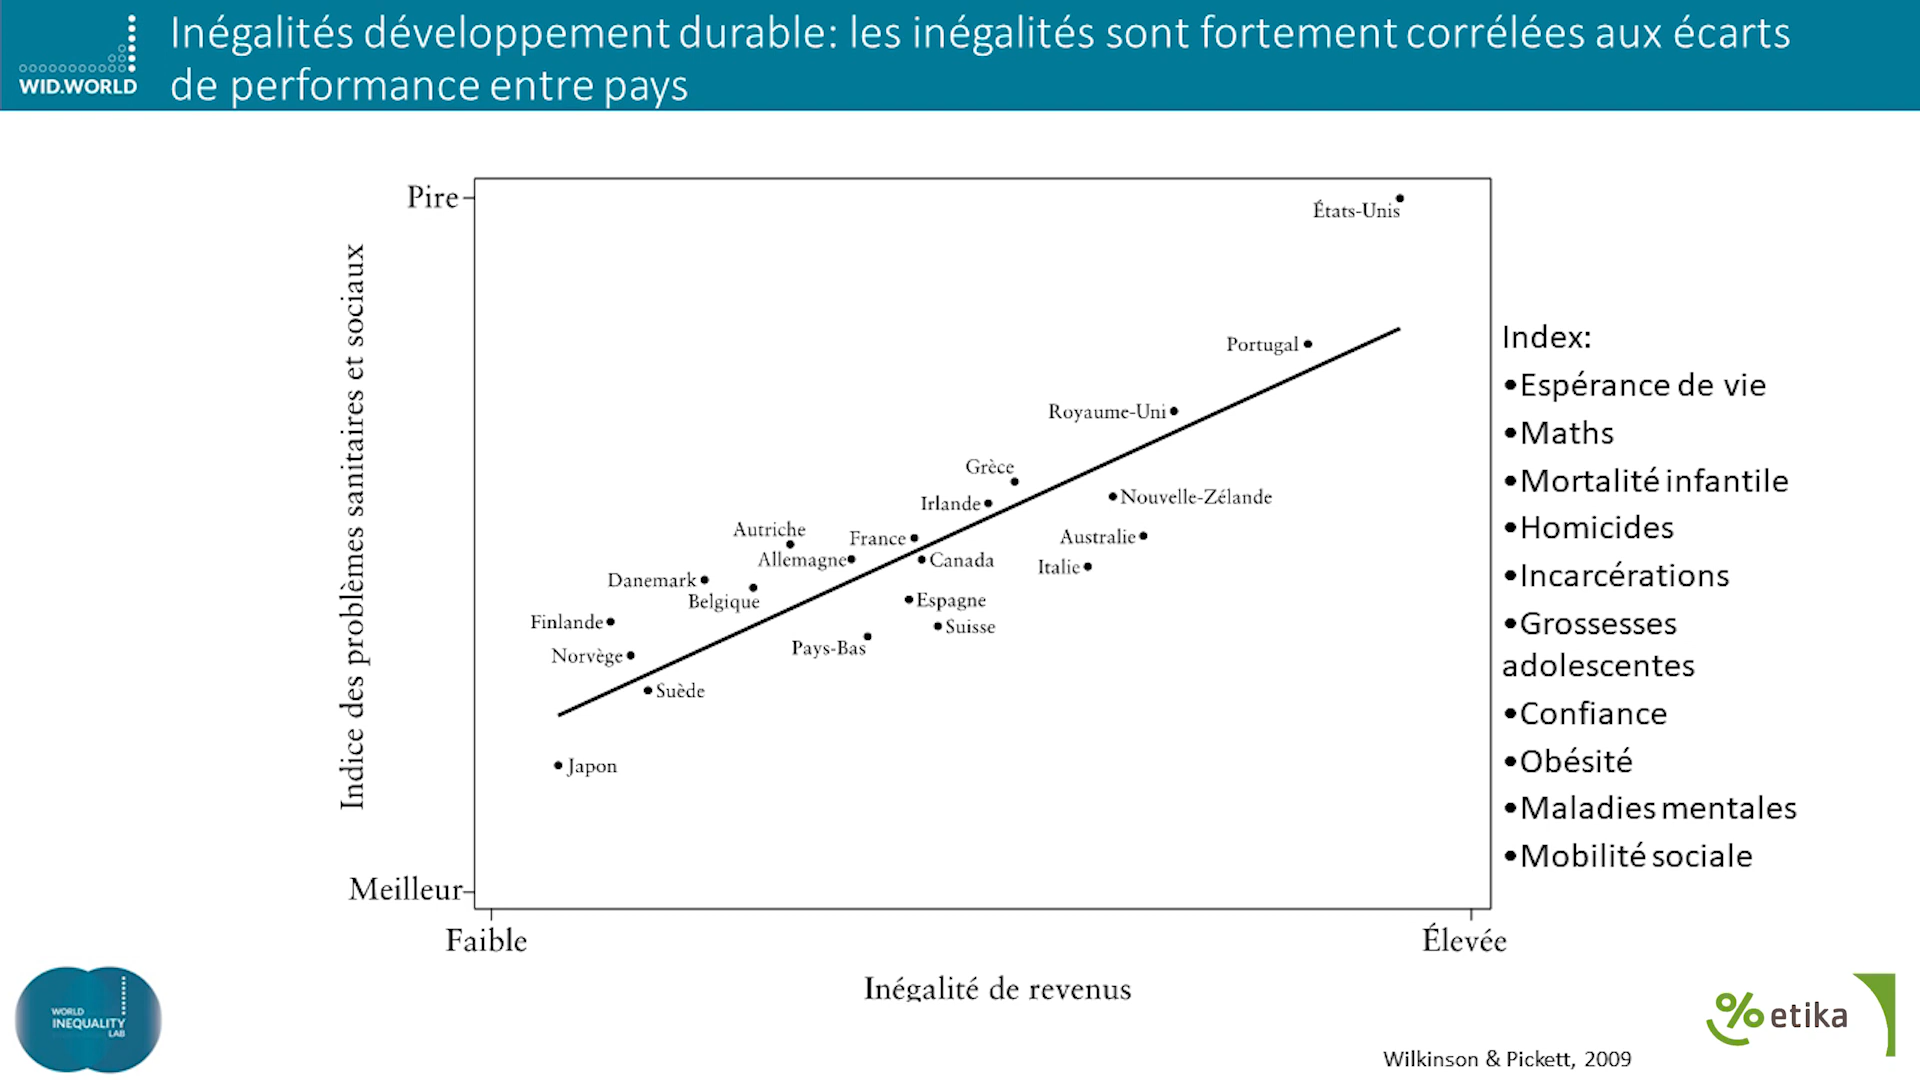 Inégalités développement durable: les inégalités sont fortement corrélées aux écarts
de performance entre pays
WID.WORLD
Pire
Meilleur
Indice des problèmes sanitaires et sociaux
États-Unis
Portugal
Royaume-Uni
Grèce
Irlande
Nouvelle-Zélande
Autriche
France
Australie
Allemagne
Canada
Italie
Danemark
Belgique
Espagne
Finlande
Suisse
Pays-Bas
Norvège
Suède
Japon
Faible
Élevée
Inégalité de revenus
Index:
•Espérance de vie
•Maths
•Mortalité infantile
•Homicides
•Incarcérations
•Grossesses
adolescentes
•Confiance
•Obésité
•Maladies mentales
•Mobilité sociale
WORLD
INEQUALITY
LAB
% etika
Wilkinson & Pickett, 2009